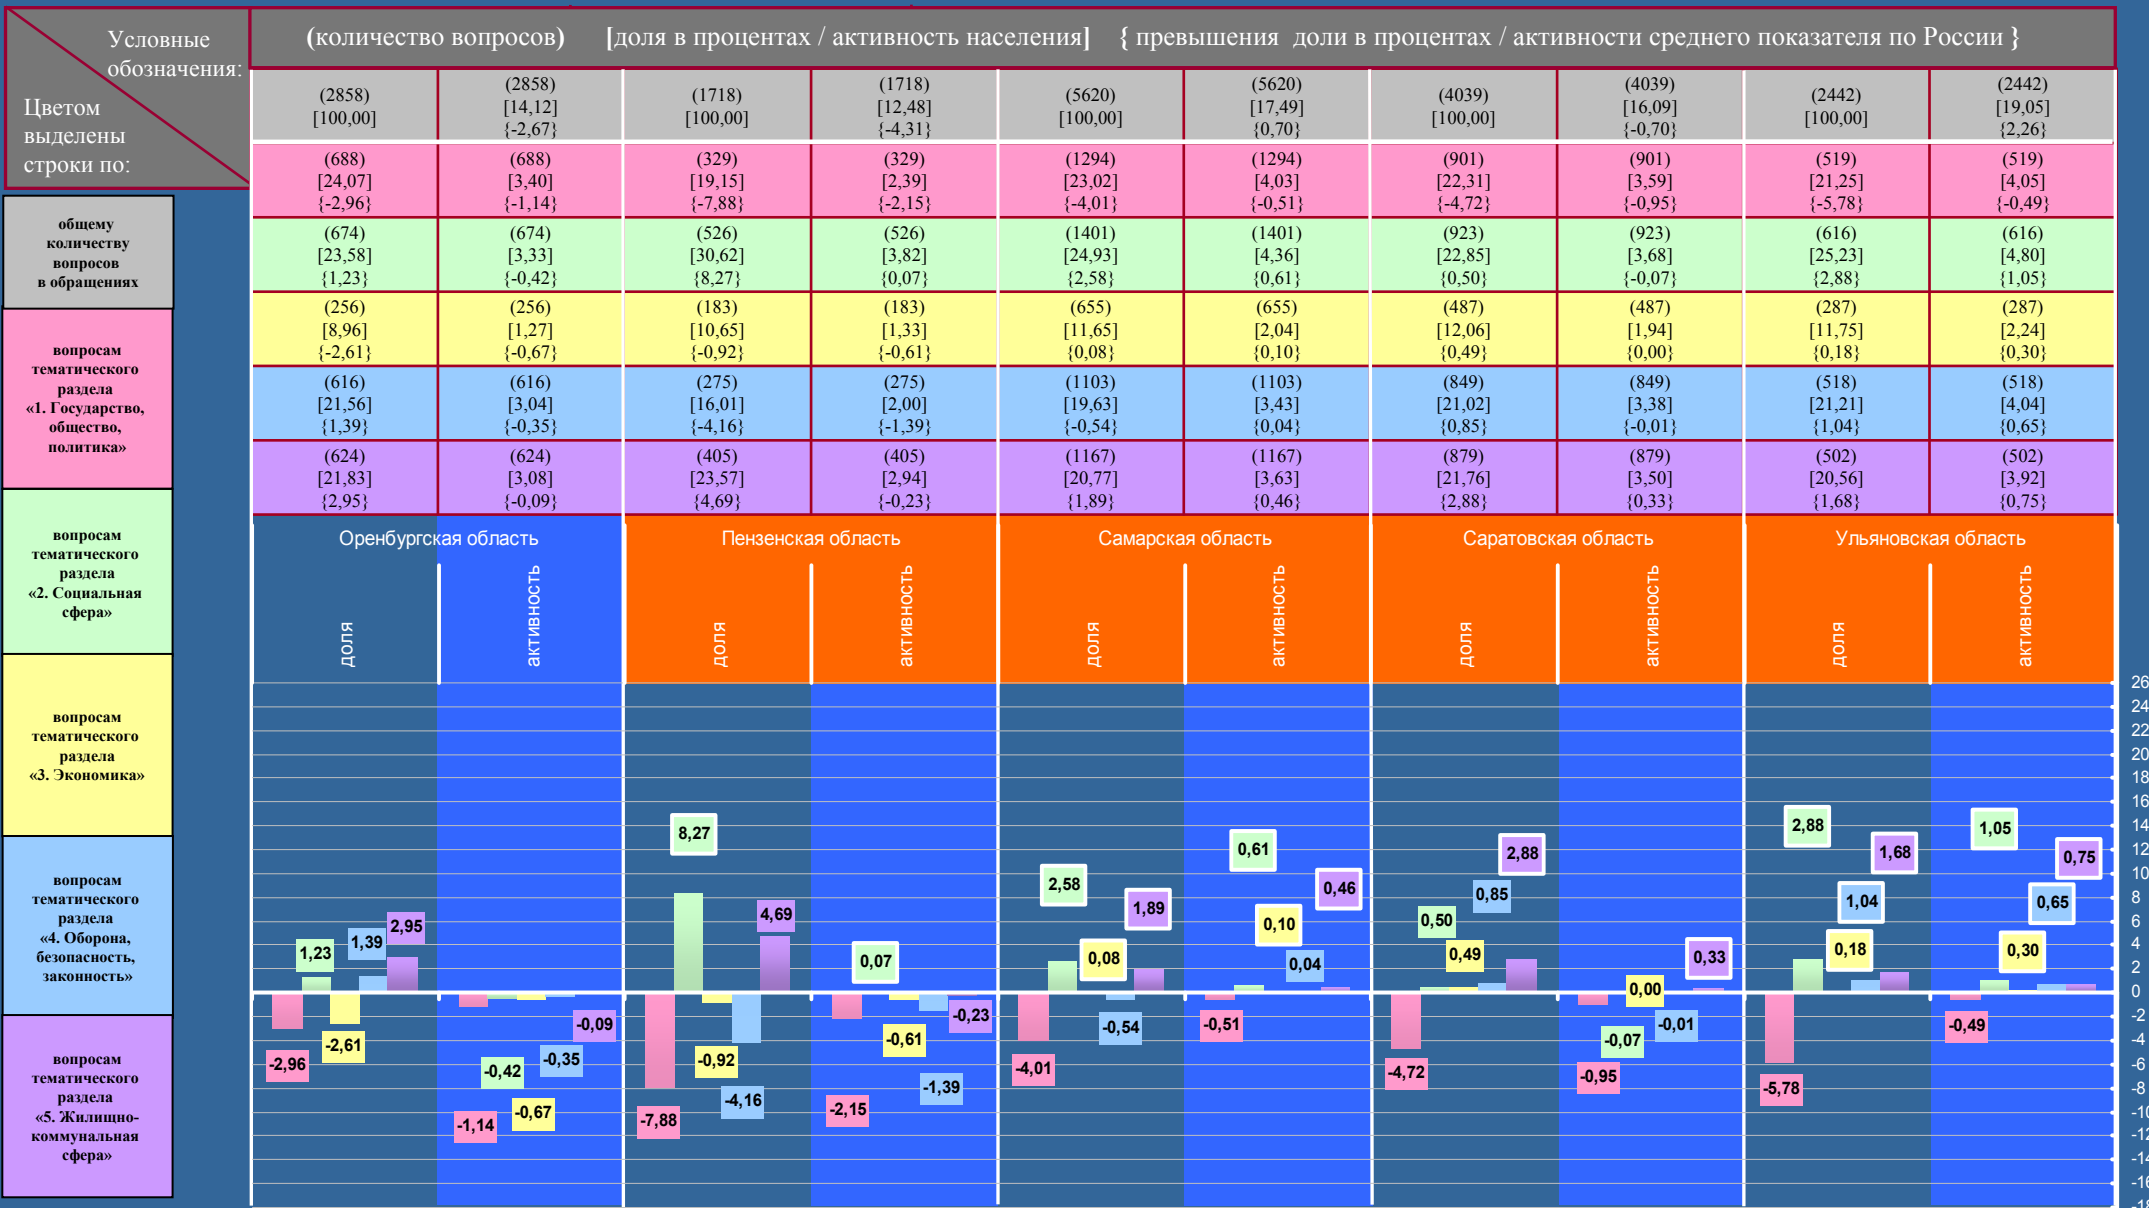 Условные
обозначения:
Цветом
выделены
строки по:
(количество вопросов) [доля в процентах / активность населения] { превышения доли в процентах / активности среднего показателя по России }
(2858) (2858) (1718) (1718) (5620) (5620) (4039) (4039) (2442) (2442)
[100,00] [14,12] [100,00] [12,48] [100,00] [17,49] [100,00] [16,09] [100,00] [19,05]
{-2,67} {-4,31} {0,70} {-0,70} {2,26}
(688) (688) (329) (329) (1294) (1294) (901) (901) (519) (519)
[24,07] [3,40] [19,15] [2,39] [23,02] [4,03] [22,31] [3,59] [21,25] [4,05]
{-2,96} {-1,14} {-7,88} {-2,15} {-4,01} {-0,51} {-4,72} {-0,95} {-5,78} {-0,49}
(674) (674) (526) (526) (1401) (1401) (923) (923) (616) (616)
[23,58] [3,33] [30,62] [3,82] [24,93] [4,36] [22,85] [3,68] [25,23] [4,80]
{1,23} {-0,42} {8,27} {0,07} {2,58} {0,61} {0,50} {-0,07} {2,88} {1,05}
(256) (256) (183) (183) (655) (655) (487) (487) (287) (287)
[8,96] [1,27] [10,65] [1,33] [11,65] [2,04] [12,06] [1,94] [11,75] [2,24]
{-2,61} {-0,67} {-0,92} {-0,61} {0,08} {0,10} {0,49} {0,00} {0,18} {0,30}
(616) (616) (275) (275) (1103) (1103) (849) (849) (518) (518)
[21,56] [3,04] [16,01] [2,00] [19,63] [3,43] [21,02] [3,38] [21,21] [4,04]
{1,39} {-0,35} {-4,16} {-1,39} {-0,54} {0,04} {0,85} {-0,01} {1,04} {0,65}
(624) (624) (405) (405) (1167) (1167) (879) (879) (502) (502)
[21,83] [3,08] [23,57] [2,94] [20,77] [3,63] [21,76] [3,50] [20,56] [3,92]
{2,95} {-0,09} {4,69} {-0,23} {1,89} {0,46} {2,88} {0,33} {1,68} {0,75}
общему
количеству
вопросов
в обращениях
вопросам
тематического
раздела
«1. Государство,
общество,
политика»
вопросам
тематического
раздела
«2. Социальная
сфера»
вопросам
тематического
раздела
«3. Экономика»
вопросам
тематического
раздела
«4. Оборона,
безопасность,
законность»
вопросам
тематического
раздела
«5. Жилищно-
коммунальная
сфера»
Оренбургская область Пензенская область Самарская область Саратовская область Ульяновская область
доля активность доля активность доля активность доля активность доля активность
-2,96
1,23
-2,61
1,39
2,95
-1,14
-0,42
-0,67
-0,35
-0,09
-7,88
8,27
-0,92
-4,16
4,69
-2,15
0,07
-0,61
-1,39
-0,23
-4,01
2,58
0,08
-0,54
1,89
-0,51
0,61
0,10
0,04
0,46
-4,72
0,50
0,49
0,85
2,88
-0,95
-0,07
0,00
-0,01
0,33
-5,78
2,88
0,18
1,04
1,68
-0,49
1,05
0,30
0,65
0,75
26
24
22
20
18
16
14
12
10
8
6
4
2
0
-2
-4
-6
-8